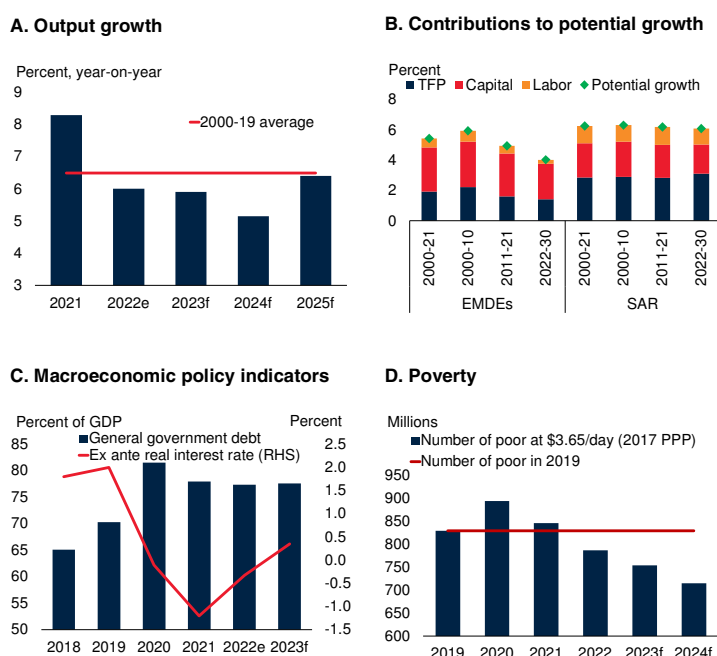 A. Output growth
Percent, year-on-year
9
8
7
6
5
4
3
2000-19 average
2021 2022e 2023f 2024f 2025f
B. Contributions to potential growth
Percent
TFP Capital Labor Potential growth
8
6
4
2
0
2000-21 2000-10 2011-21 2022-30 2000-21 2000-10 2011-21 2022-30
EMDEs SAR
C. Macroeconomic policy indicators
Percent of GDP Percent
General government debt
Ex ante real interest rate (RHS)
85 2.5
80 2.0
75 1.5
70 1.0
65 0.5
60 0.0
55 -0.5
50 -1.0
-1.5
2018 2019 2020 2021 2022e 2023f
D. Poverty
Millions
Number of poor at $3.65/day (2017 PPP)
Number of poor in 2019
950
900
850
800
750
700
650
600
2019 2020 2021 2022 2023f 2024f